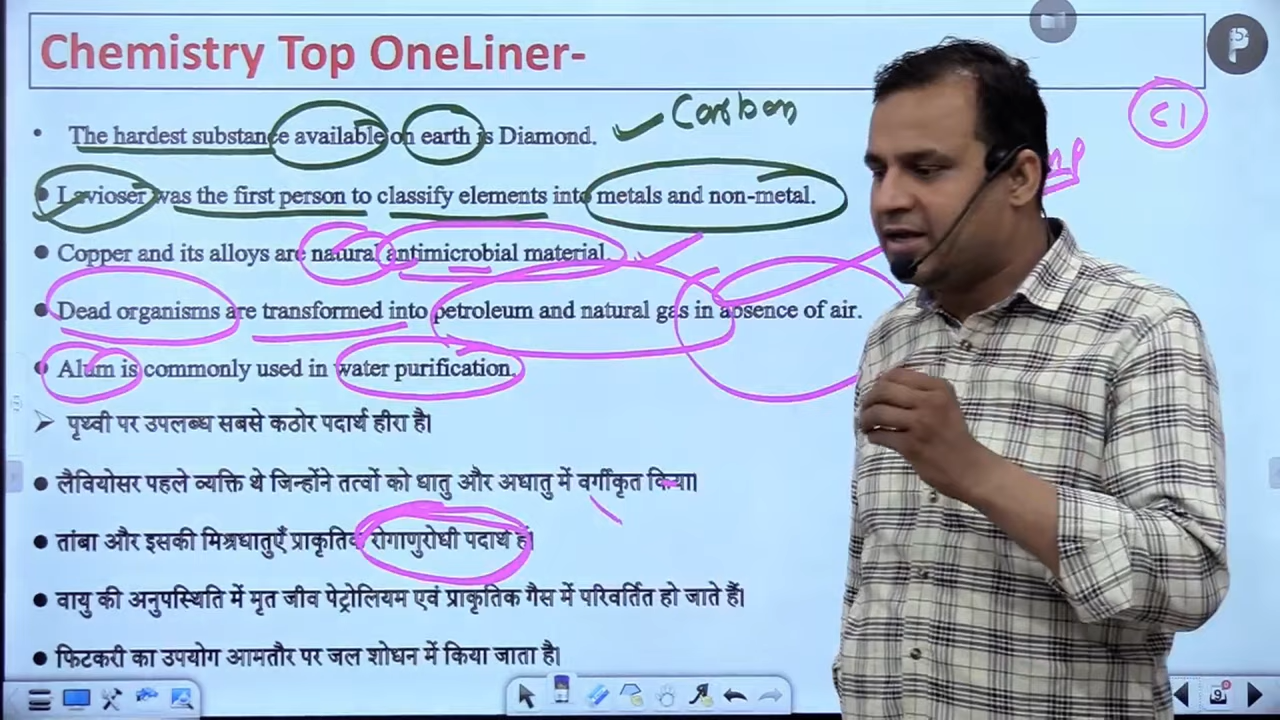 Chemistry Top OneLiner-
The hardest substance available on earth is Diamond. Carbon
Lavioser was the first person to classify elements into metals and non-metal.
Copper and its alloys are natural antimicrobial material.
Dead organisms are transformed into petroleum and natural gas in absence of air.
Alum is commonly used in water purification.
पृथ्वी पर उपलब्ध सबसे कठोर पदार्थ हीरा है।
लैवियोसर पहले व्यक्ति थे जिन्होंने तत्वों को धातु और अधातु में वर्गीकृत किया।
तांबा और इसकी मिश्रधातुएँ प्राकृतिक रोगाणुरोधी पदार्थ हैं।
वायु की अनुपस्थिति में मृत जीव पेट्रोलियम एवं प्राकृतिक गैस में परिवर्तित हो जाते हैं।
फिटकरी का उपयोग आमतौर पर जल शोधन में किया जाता है।